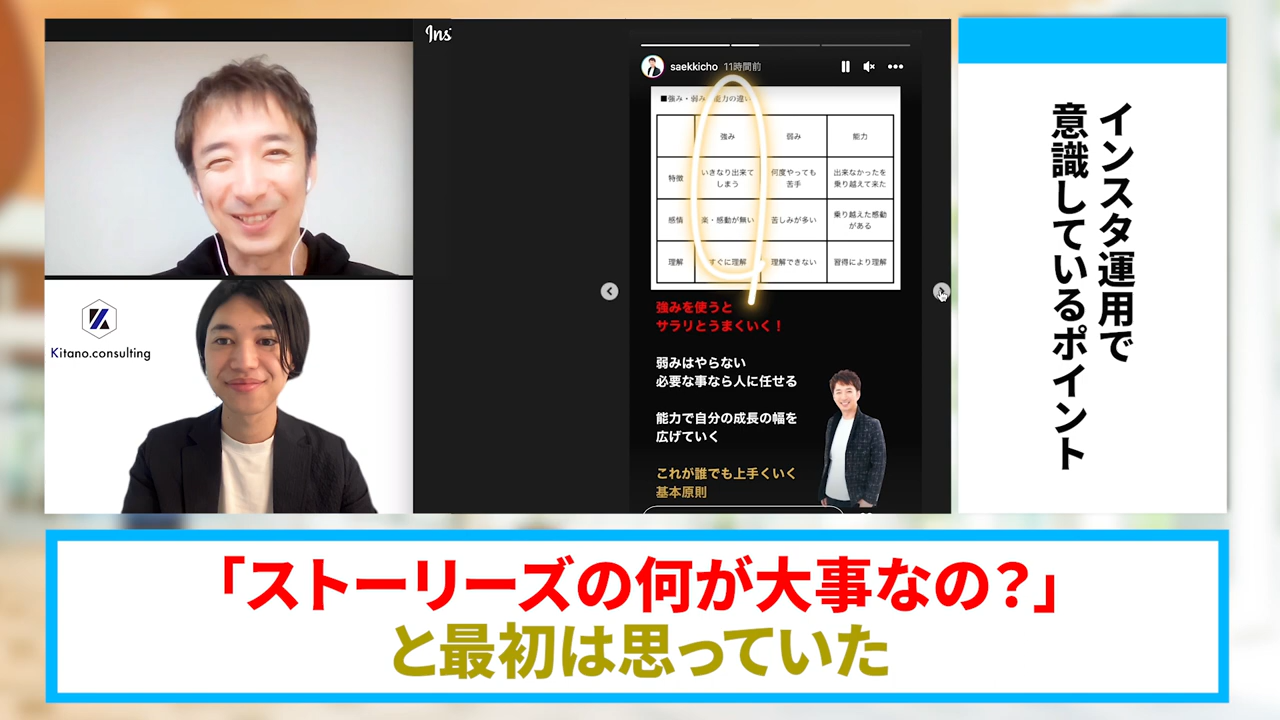 Ins
saekkicho 11時間前
■強み・弱み 能力の違い
強み 弱み 能力
特徴 いきなり出来てしまう 何度やっても苦手 出来なかったを乗り越えて来た
感情 楽・感動が無い 苦しみが多い 乗り越えた感動がある
理解 すぐに理解 理解できない 習得により理解
強みを使うと
サラリとうまくいく！
弱みはやらない
必要な事なら人に任せる
能力で自分の成長の幅を
広げていく
これが誰でも上手くいく
基本原則
Kitano.consulting
インスタ運用で
意識しているポイント
「ストーリーズの何が大事なの？」
と最初は思っていた